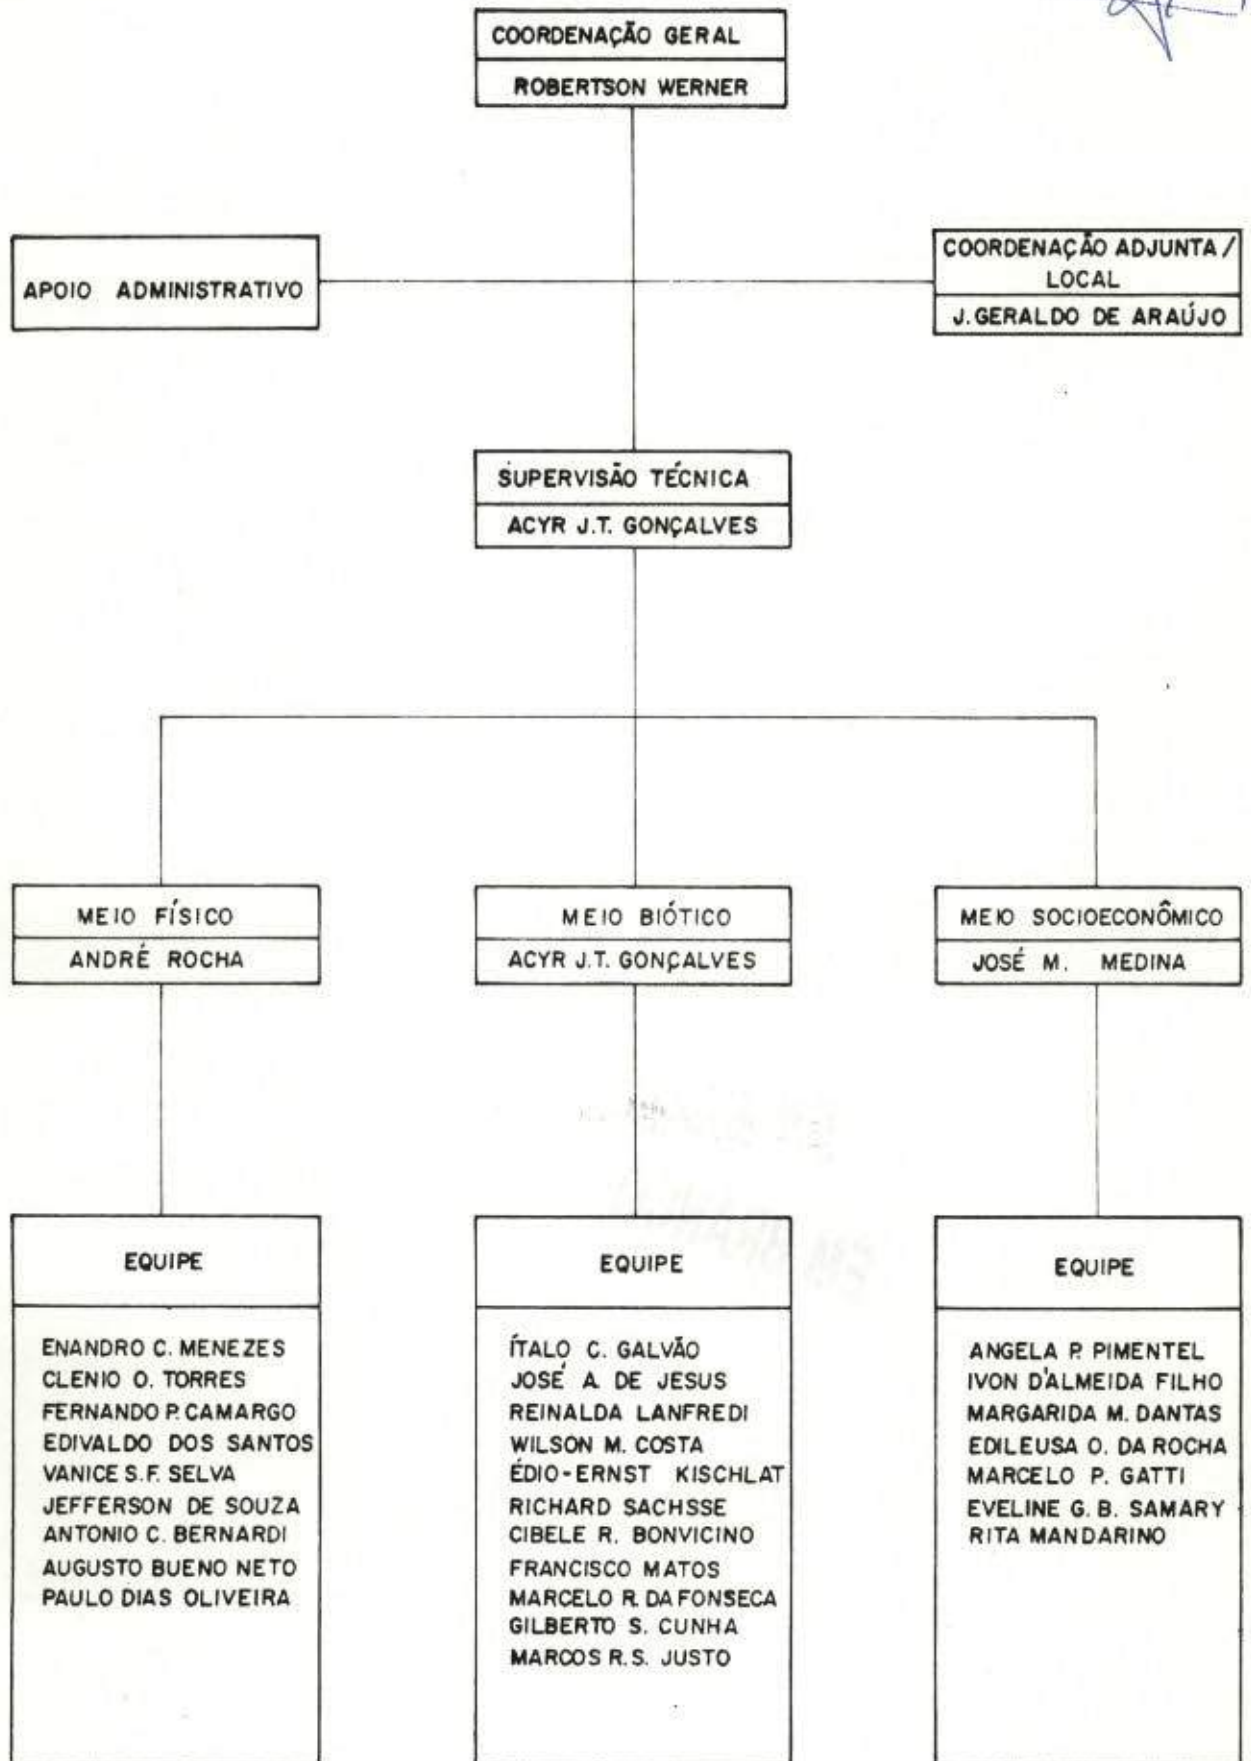 COORDENAÇÃO GERAL
ROBERTSON WERNER
APOIO ADMINISTRATIVO
COORDENAÇÃO ADJUNTA /
LOCAL
J. GERALDO DE ARAÚJO
SUPERVISÃO TÉCNICA
ACYR J.T. GONÇALVES
MEIO FÍSICO
ANDRÉ ROCHA
MEIO BIÓTICO
ACYR J.T. GONÇALVES
MEIO SOCIOECONÔMICO
JOSÉ M. MEDINA
EQUIPE
ENANDRO C. MENEZES
CLENIO O. TORRES
FERNANDO P. CAMARGO
EDIVALDO DOS SANTOS
VANICE S.F. SELVA
JEFFERSON DE SOUZA
ANTONIO C. BERNARDI
AUGUSTO BUENO NETO
PAULO DIAS OLIVEIRA
EQUIPE
ÍTALO C. GALVÃO
JOSÉ A. DE JESUS
REINALDA LANFREDI
WILSON M. COSTA
ÉDIO-ERNST KISCHLAT
RICHARD SACHSSE
CIBELE R. BONVICINO
FRANCISCO MATOS
MARCELO R. DA FONSECA
GILBERTO S. CUNHA
MARCOS R.S. JUSTO
EQUIPE
ANGELA P. PIMENTEL
IVON D'ALMEIDA FILHO
MARGARIDA M. DANTAS
EDILEUSA O. DA ROCHA
MARCELO P. GATTI
EVELINE G. B. SAMARY
RITA MANDARINO